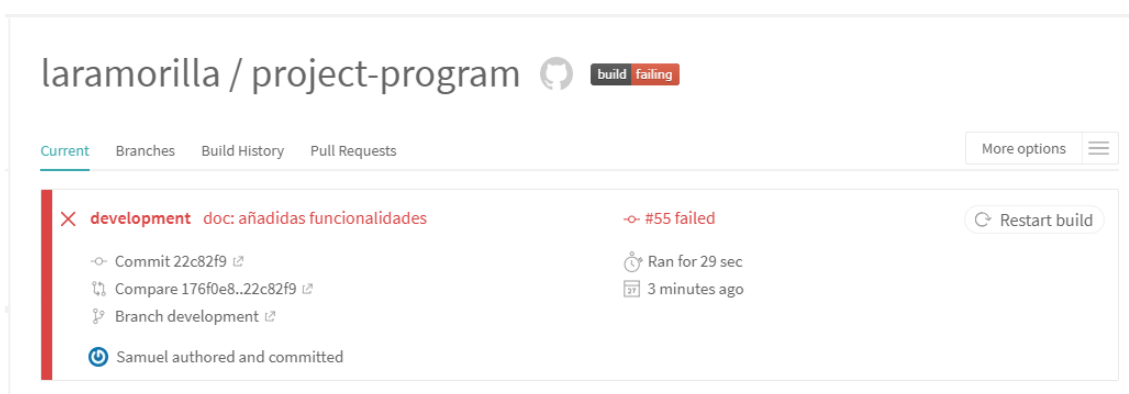 laramorilla / project-program build failing
Current Branches Build History Pull Requests More options
development doc: añadidas funcionalidades #55 failed Restart build
Commit 22c82f9 Ran for 29 sec
Compare 176f0e8..22c82f9 27 3 minutes ago
Branch development
Samuel authored and committed